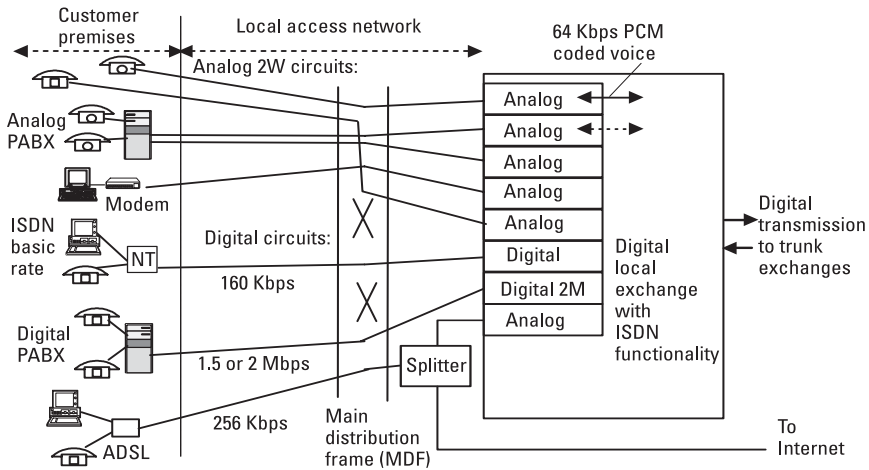 Customer
premises
Local access network
64 Kbps PCM
coded voice
Analog 2W circuits:
Analog
Analog
PABX
Analog
Analog
Modem
Analog
ISDN
basic
rate
NT
Digital circuits:
160 Kbps
Analog
Digital
Digital 2M
Analog
Digital
local
exchange
with
ISDN
functionality
Digital
transmission
to trunk
exchanges
Digital
PABX
1.5 or 2 Mbps
Splitter
256 Kbps
ADSL
Main
distribution
frame (MDF)
To
Internet